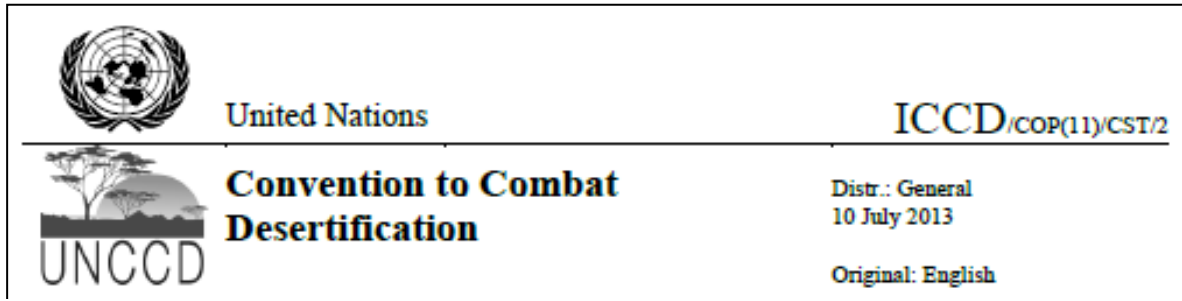 United Nations
ICCD/COP(11)/CST/2
Convention to Combat
Desertification
Distr.: General
10 July 2013
Original: English
UNCCD